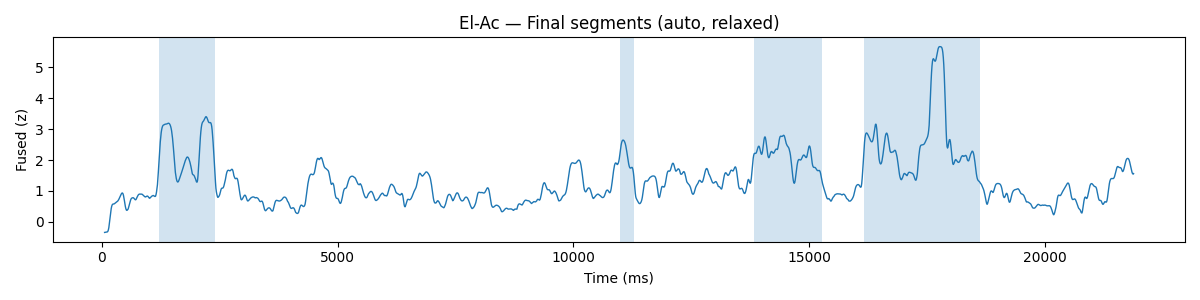 El-Ac — Final segments (auto, relaxed)
Fused (z)
5
4
3
2
1
0
0 5000 10000 15000 20000
Time (ms)